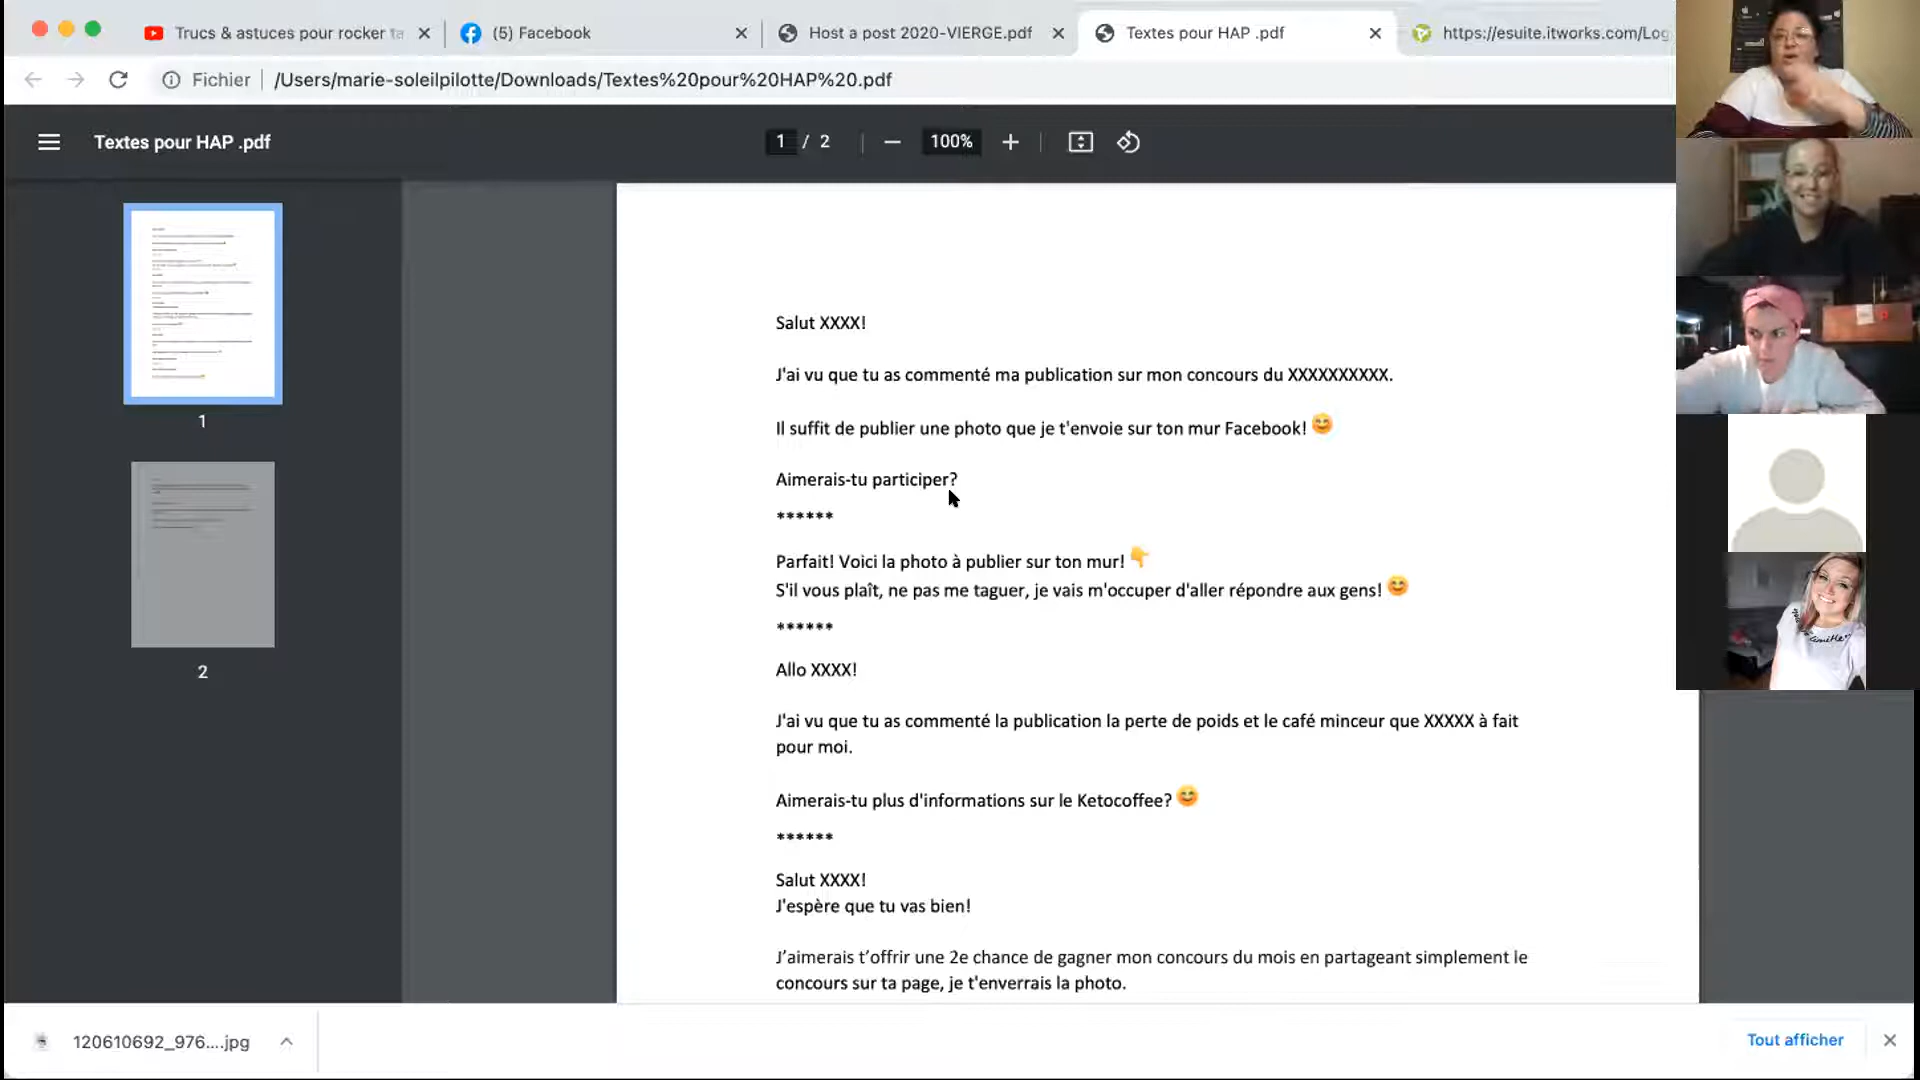 Trucs & astuces pour rocker ta
(5) Facebook
Host a post 2020-VIERGE.pdf
Textes pour HAP .pdf
https://esuite.itworks.com/Log
Fichier
/Users/marie-soleilpilotte/Downloads/Textes%20pour%20HAP%20.pdf
Textes pour HAP .pdf
1 / 2
100%
1
2
Salut XXXX!
J'ai vu que tu as commenté ma publication sur mon concours du XXXXXXXXXX.
Il suffit de publier une photo que je t'envoie sur ton mur Facebook! 😊
Aimerais-tu participer?
******
Parfait! Voici la photo à publier sur ton mur! 👇
S'il vous plaît, ne pas me taguer, je vais m'occuper d'aller répondre aux gens! 😊
******
Allo XXXX!
J'ai vu que tu as commenté la publication la perte de poids et le café minceur que XXXXX à fait
pour moi.
Aimerais-tu plus d'informations sur le Ketocoffee? 😊
******
Salut XXXX!
J'espère que tu vas bien!
J’aimerais t’offrir une 2e chance de gagner mon concours du mois en partageant simplement le
concours sur ta page, je t'enverrais la photo.
120610692_976....jpg
Tout afficher